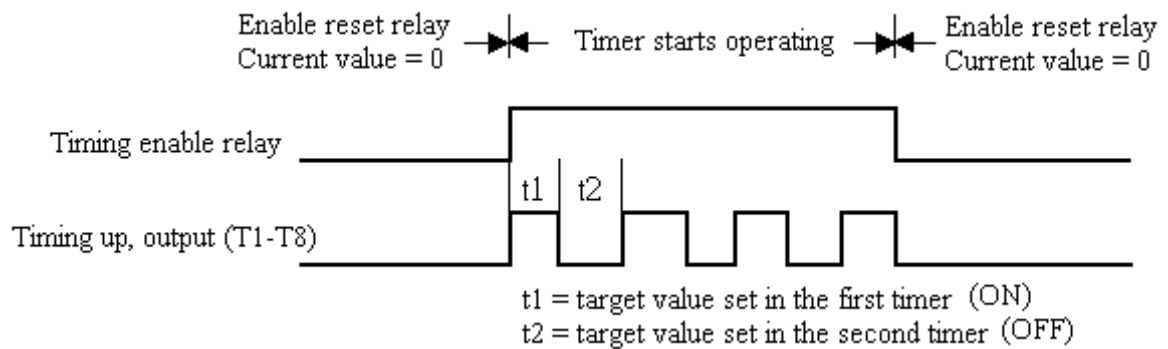 Enable reset relay
Current value = 0
Timer starts operating
Enable reset relay
Current value = 0
Timing enable relay
t1
t2
Timing up, output (T1-T8)
t1 = target value set in the first timer (ON)
t2 = target value set in the second timer (OFF)